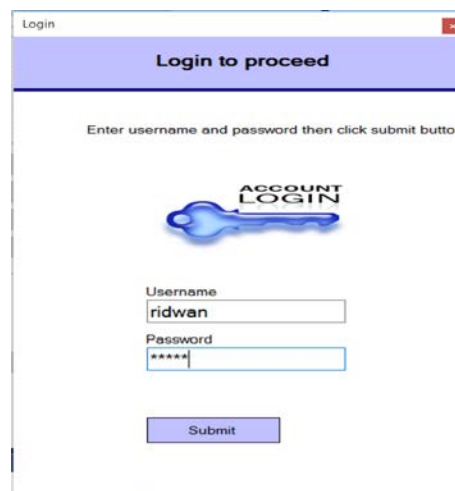 Login
Login to proceed
Enter username and password then click submit butto
ACCOUNT
LOGIN
Username
ridwan
Password
*****
Submit